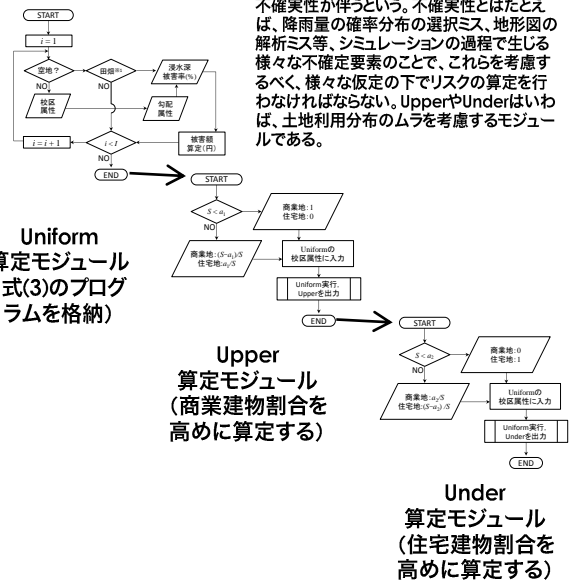 不確実性が伴うという。不確実性とはたとえ
ば、降雨量の確率分布の選択ミス、地形図の
解析ミス等、シミュレーションの過程で生じる
様々な不確定要素のことで、これらを考慮す
るべく、様々な仮定の下でリスクの算定を行
わなければならない。UpperやUnderはいわ
ば、土地利用分布のムラを考慮するモジュー
ルである。
START
i = 1
空地？
田畑※1
浸水深
被害率(%)
NO
NO
校区
属性
勾配
属性
i = i + 1
i < I
被害額
算定(円)
NO
END
Uniform
算定モジュール
式(3)のプログ
ラムを格納）
START
S < a₁
商業地：1
住宅地：0
NO
商業地：(S−a₁)/S
住宅地:a₁/S
Uniformの
校区属性に入力
Uniform実行,
Upperを出力
END
Upper
算定モジュール
（商業建物割合を
高めに算定する）
START
S < a₂
商業地：0
住宅地：1
NO
商業地：a₂/S
住宅地:(S−a₂)/S
Uniformの
校区属性に入力
Uniform実行,
Underを出力
END
Under
算定モジュール
（住宅建物割合を
高めに算定する）